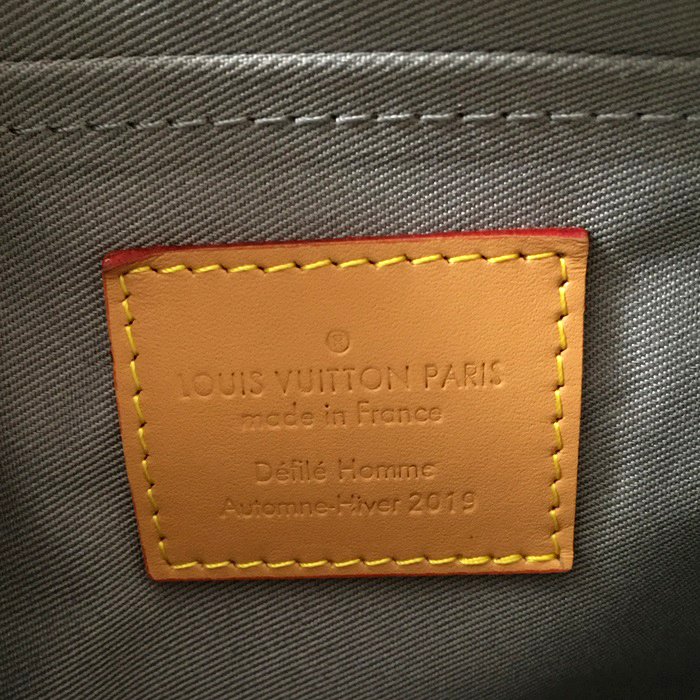 ®
LOUIS VUITTON PARIS
made in France
Défilé Homme
Automne-Hiver 2019